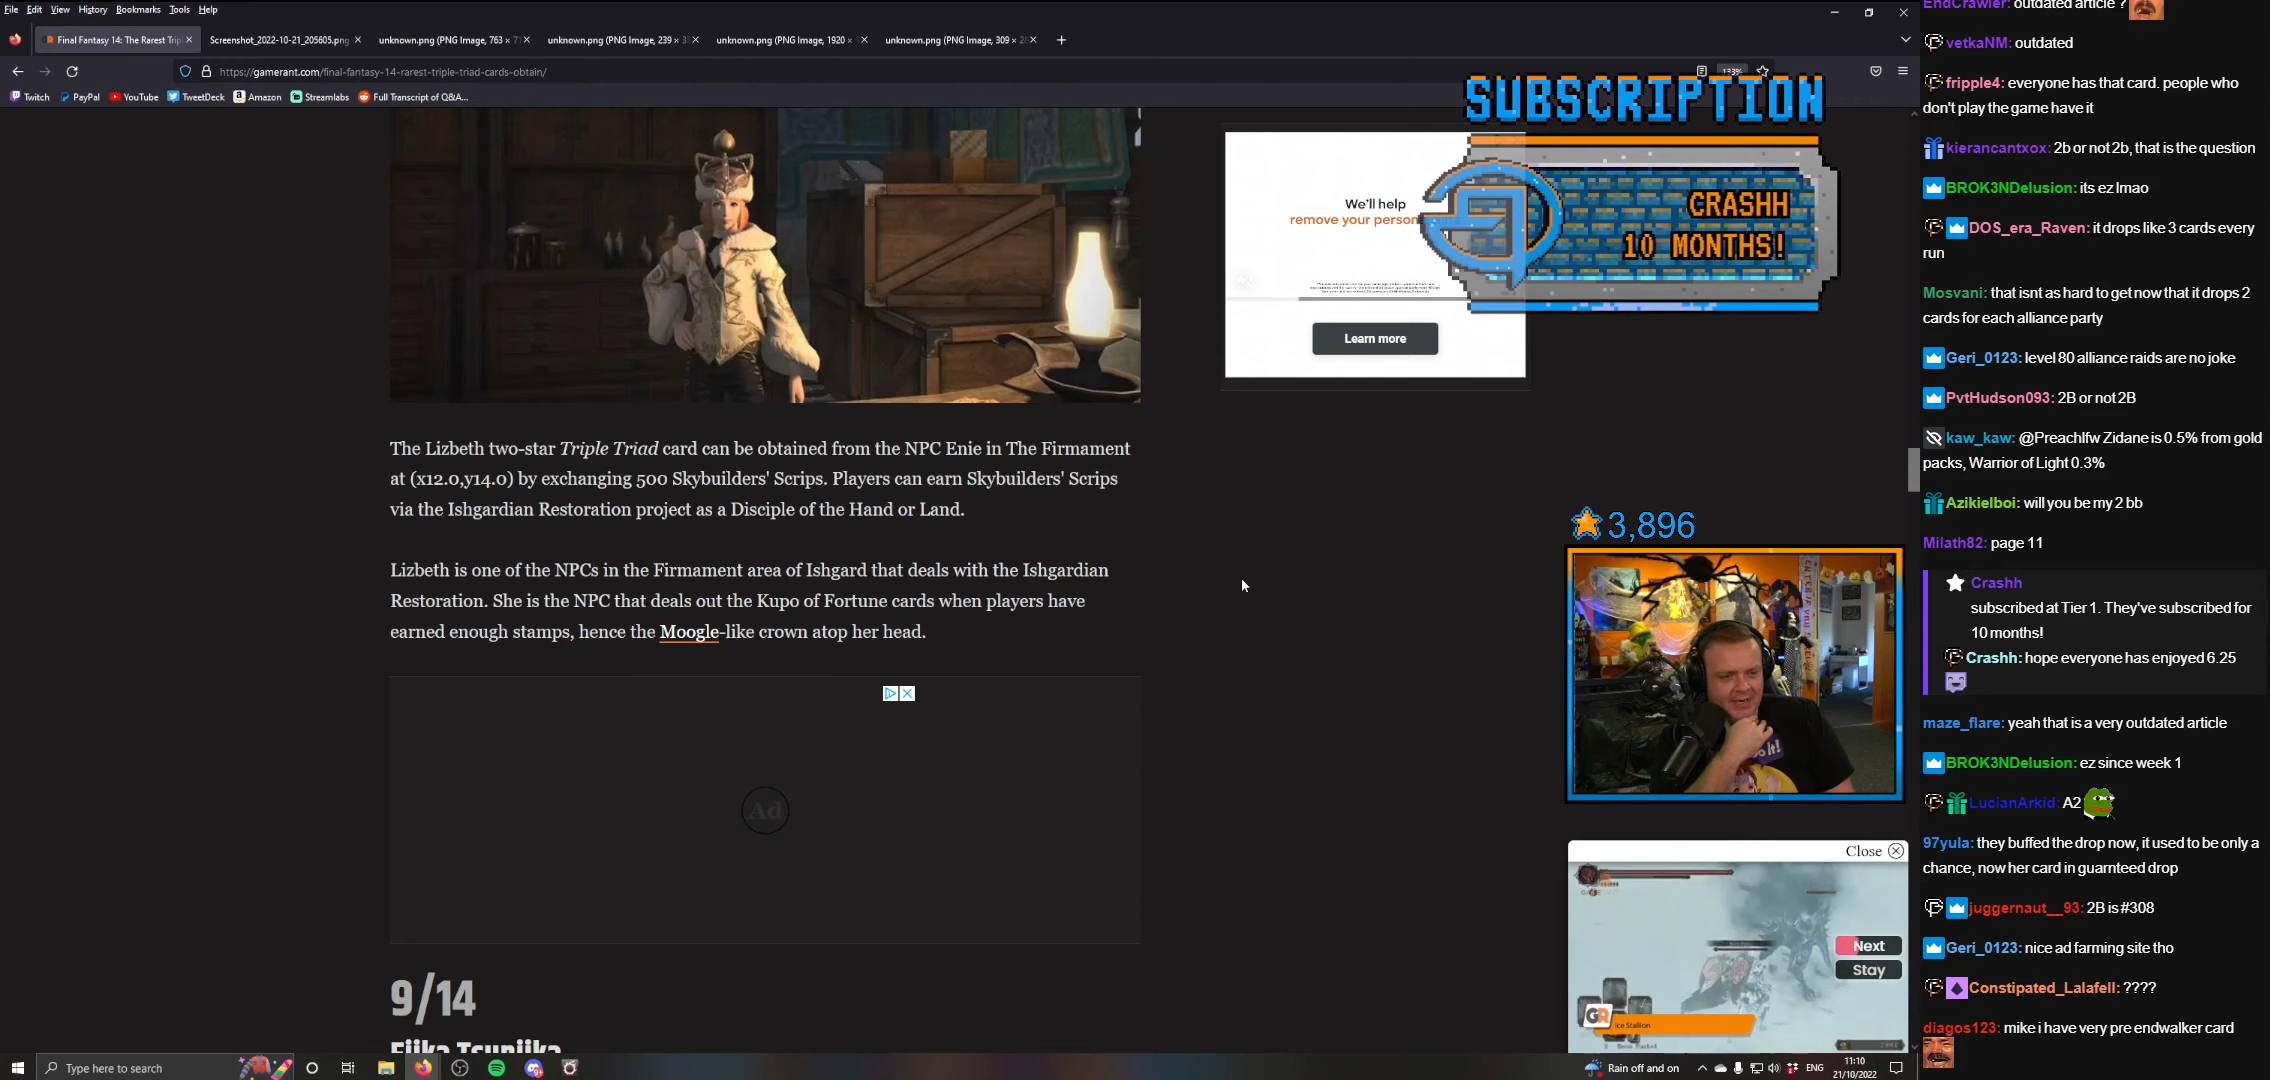 File Edit View History Bookmarks Tools Help
Final Fantasy 14: The Rarest Trip
Screenshot_2022-10-21_205605.png
unknown.png (PNG Image, 763 ×
unknown.png (PNG Image, 239 ×
unknown.png (PNG Image, 1920 ×
unknown.png (PNG Image, 309 ×
https://gamerant.com/final-fantasy-14-rarest-triple-triad-cards-obtain/
133%
Twitch PayPal YouTube TweetDeck Amazon Streamlabs Full Transcript of Q&A...
SUBSCRIPTION
CRASHH
10 MONTHS!
We'll help
remove your person
Learn more
The Lizbeth two-star Triple Triad card can be obtained from the NPC Enie in The Firmament
at (x12.0,y14.0) by exchanging 500 Skybuilders' Scrips. Players can earn Skybuilders' Scrips
via the Ishgardian Restoration project as a Disciple of the Hand or Land.
Lizbeth is one of the NPCs in the Firmament area of Ishgard that deals with the Ishgardian
Restoration. She is the NPC that deals out the Kupo of Fortune cards when players have
earned enough stamps, hence the Moogle-like crown atop her head.
Ad
9/14
Fiika Tsunjika
3,896
Close
Next
Stay
GR
Ice Stallion
EndCrawler: outdated article ?
vetkaNM: outdated
fripple4: everyone has that card. people who
don't play the game have it
kierancantxox: 2b or not 2b, that is the question
BROK3NDelusion: its ez lmao
DOS_era_Raven: it drops like 3 cards every
run
Mosvani: that isnt as hard to get now that it drops 2
cards for each alliance party
Geri_0123: level 80 alliance raids are no joke
PvtHudson093: 2B or not 2B
kaw_kaw: @Preachlfw Zidane is 0.5% from gold
packs, Warrior of Light 0.3%
Azikielboi: will you be my 2 bb
Milath82: page 11
Crashh
subscribed at Tier 1. They've subscribed for
10 months!
Crashh: hope everyone has enjoyed 6.25
maze_flare: yeah that is a very outdated article
BROK3NDelusion: ez since week 1
LucianArkid: A2
97yula: they buffed the drop now, it used to be only a
chance, now her card in guarnteed drop
juggernaut__93: 2B is #308
Geri_0123: nice ad farming site tho
Constipated_Lalafell: ????
diagos123: mike i have very pre endwalker card
Type here to search
Rain off and on
ENG
11:10
21/10/2022